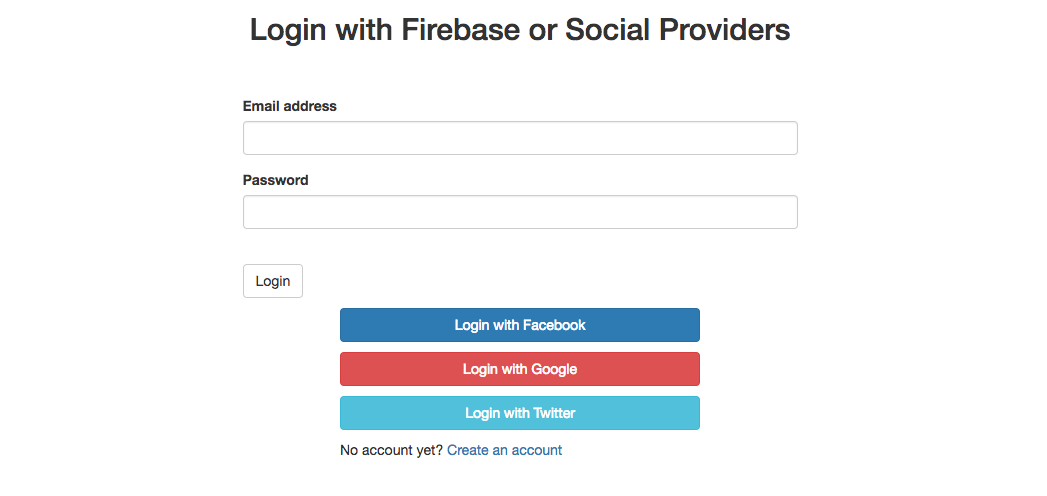 Login with Firebase or Social Providers
Email address
Password
Login
Login with Facebook
Login with Google
Login with Twitter
No account yet? Create an account